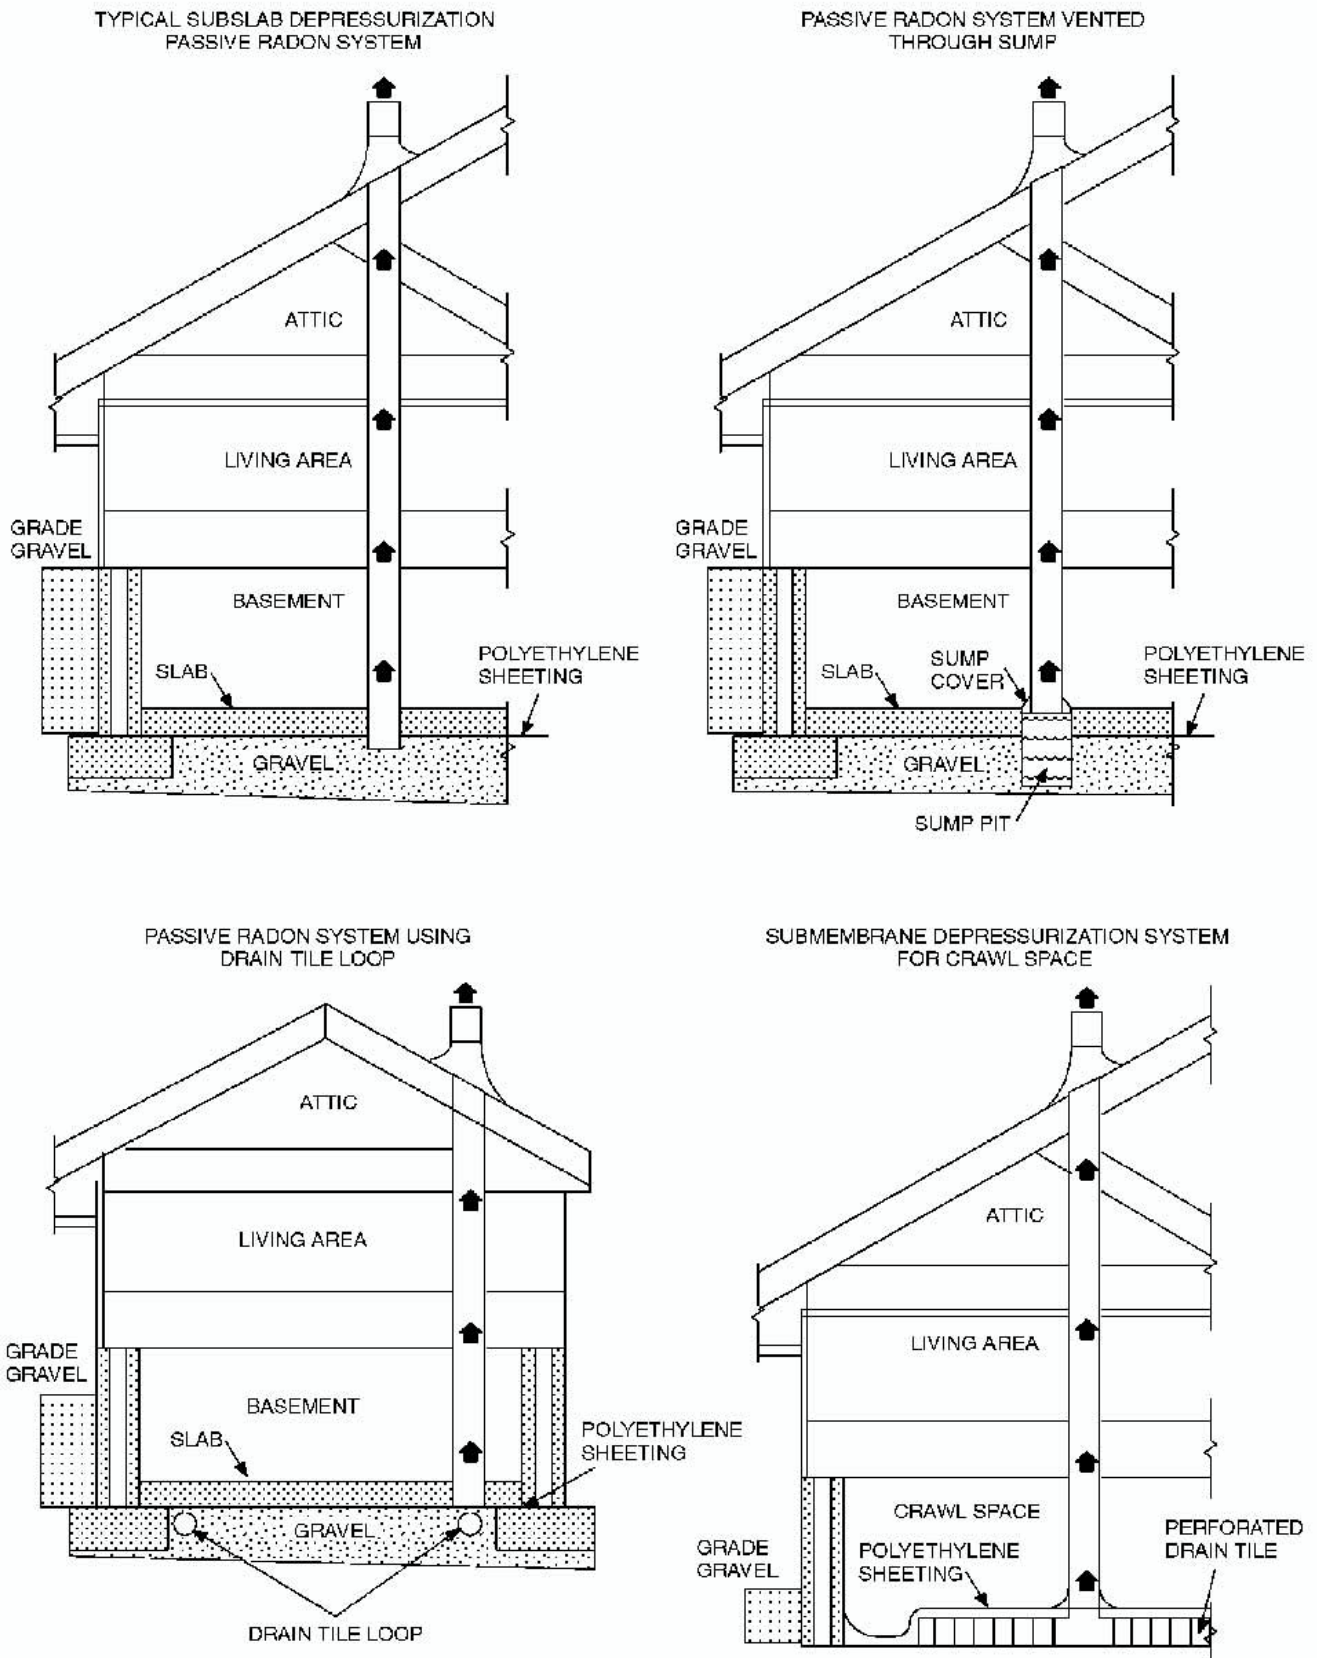 TYPICAL SUBSLAB DEPRESSURIZATION
PASSIVE RADON SYSTEM
ATTIC
LIVING AREA
GRADE
GRAVEL
BASEMENT
SLAB
POLYETHYLENE
SHEETING
GRAVEL
PASSIVE RADON SYSTEM VENTED
THROUGH SUMP
ATTIC
LIVING AREA
GRADE
GRAVEL
BASEMENT
SLAB
SUMP
COVER
POLYETHYLENE
SHEETING
GRAVEL
SUMP PIT
PASSIVE RADON SYSTEM USING
DRAIN TILE LOOP
ATTIC
LIVING AREA
GRADE
GRAVEL
BASEMENT
SLAB
POLYETHYLENE
SHEETING
GRAVEL
DRAIN TILE LOOP
SUBMEMBRANE DEPRESSURIZATION SYSTEM
FOR CRAWL SPACE
ATTIC
LIVING AREA
CRAWL SPACE
GRADE
GRAVEL
POLYETHYLENE
SHEETING
PERFORATED
DRAIN TILE